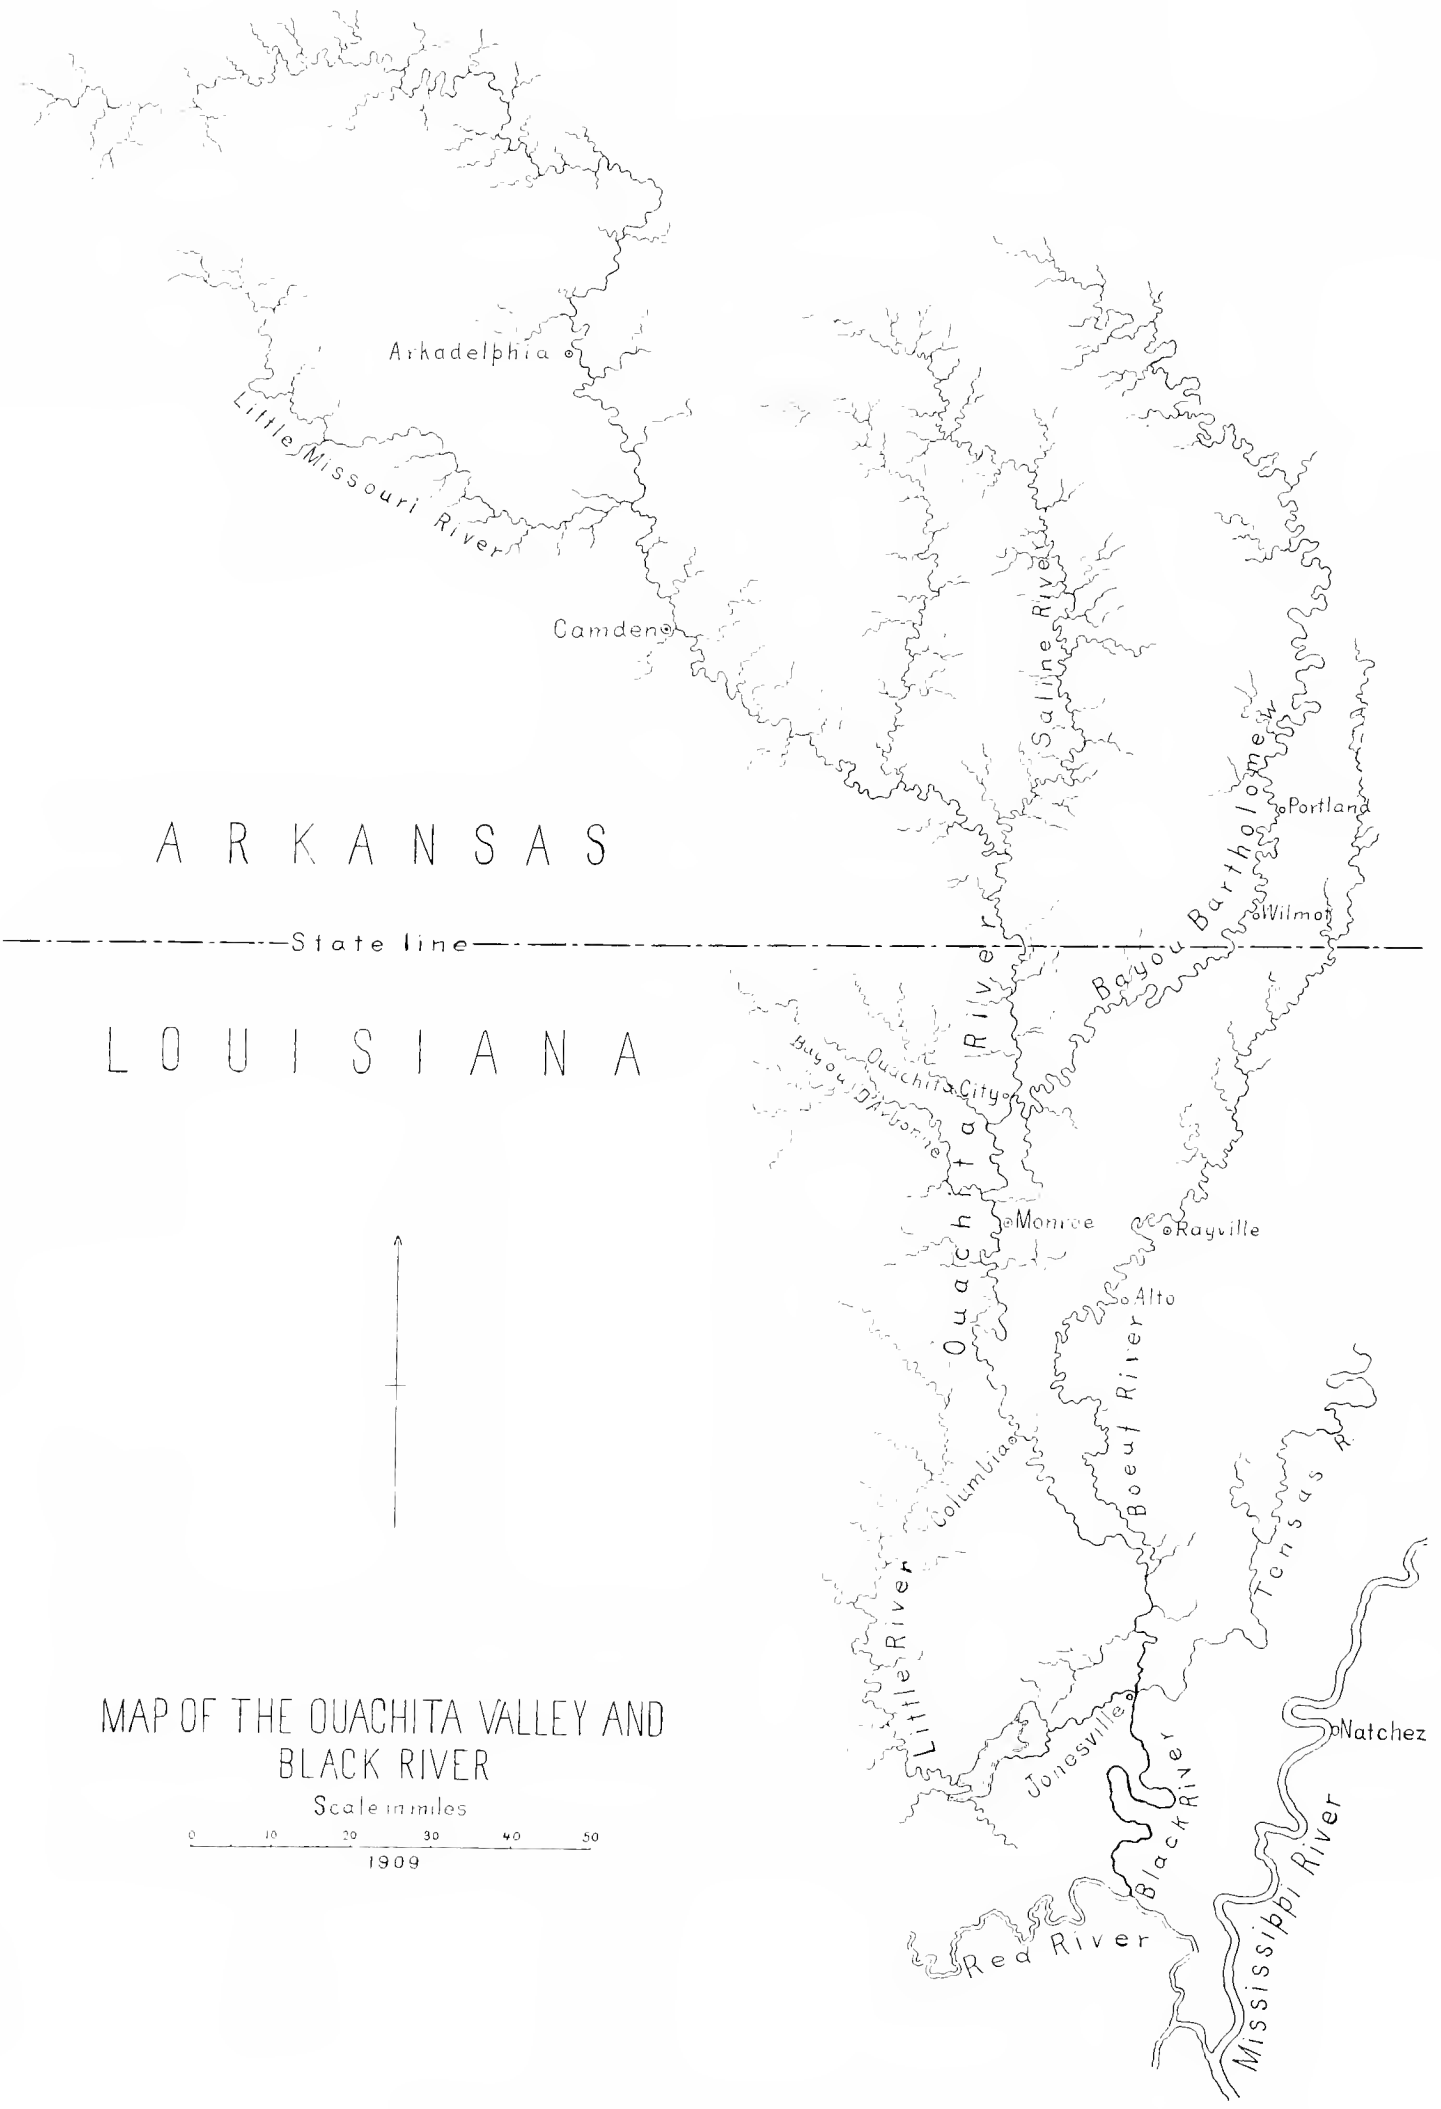 Arkadelphia
Little Missouri River
Camden
Saline River
Bayou Bartholomew
Portland
Wilmot
ARKANSAS
State line
LOUISIANA
Ouachita River
Bayou D'Arbonne
Ouachita City
Monroe
Rayville
Alto
Boeuf River
Columbia
Tensas R.
Little River
Jonesville
Black River
Natchez
Red River
Mississippi River
MAP OF THE OUACHITA VALLEY AND
BLACK RIVER
Scale in miles
0 10 20 30 40 50
1909